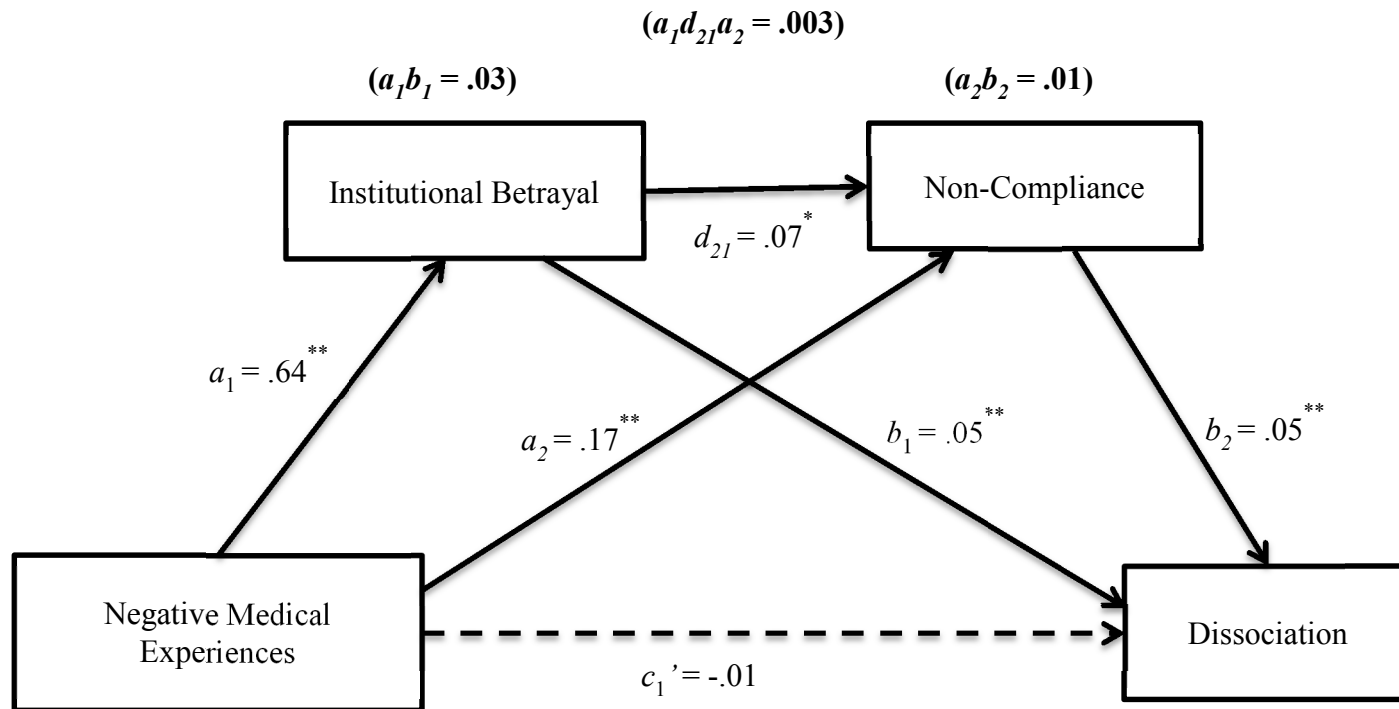 (a₁d₂₁a₂ = .003)
(a₁b₁ = .03)
(a₂b₂ = .01)
Institutional Betrayal
Non-Compliance
d₂₁ = .07*
a₁ = .64**
a₂ = .17**
b₁ = .05**
b₂ = .05**
Negative Medical
Experiences
Dissociation
c₁’ = -.01